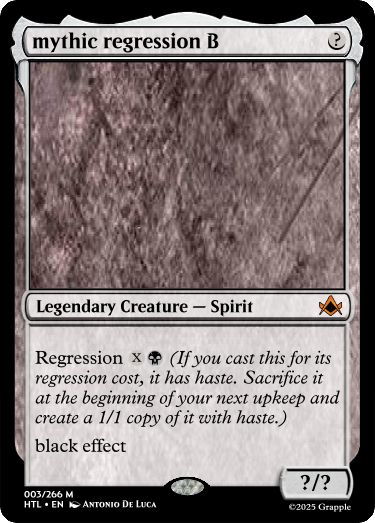 mythic regression B ?
Legendary Creature — Spirit
Regression X (If you cast this for its
regression cost, it has haste. Sacrifice it
at the beginning of your next upkeep and
create a 1/1 copy of it with haste.)
black effect
?/?
003/266 M
HTL • EN Antonio De Luca
©2025 Grapple